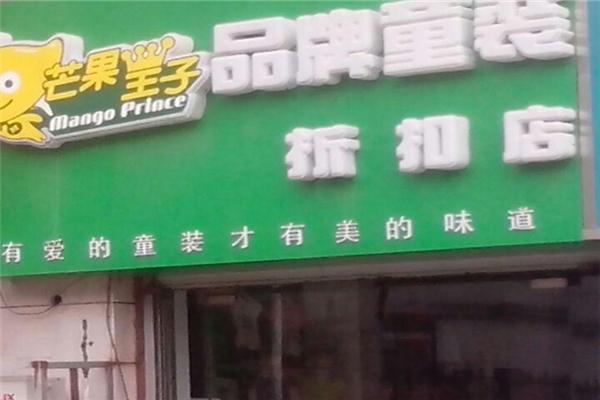 芒果王子
Mango Prince
品牌童装
折扣店
有爱的童装才有美的味道